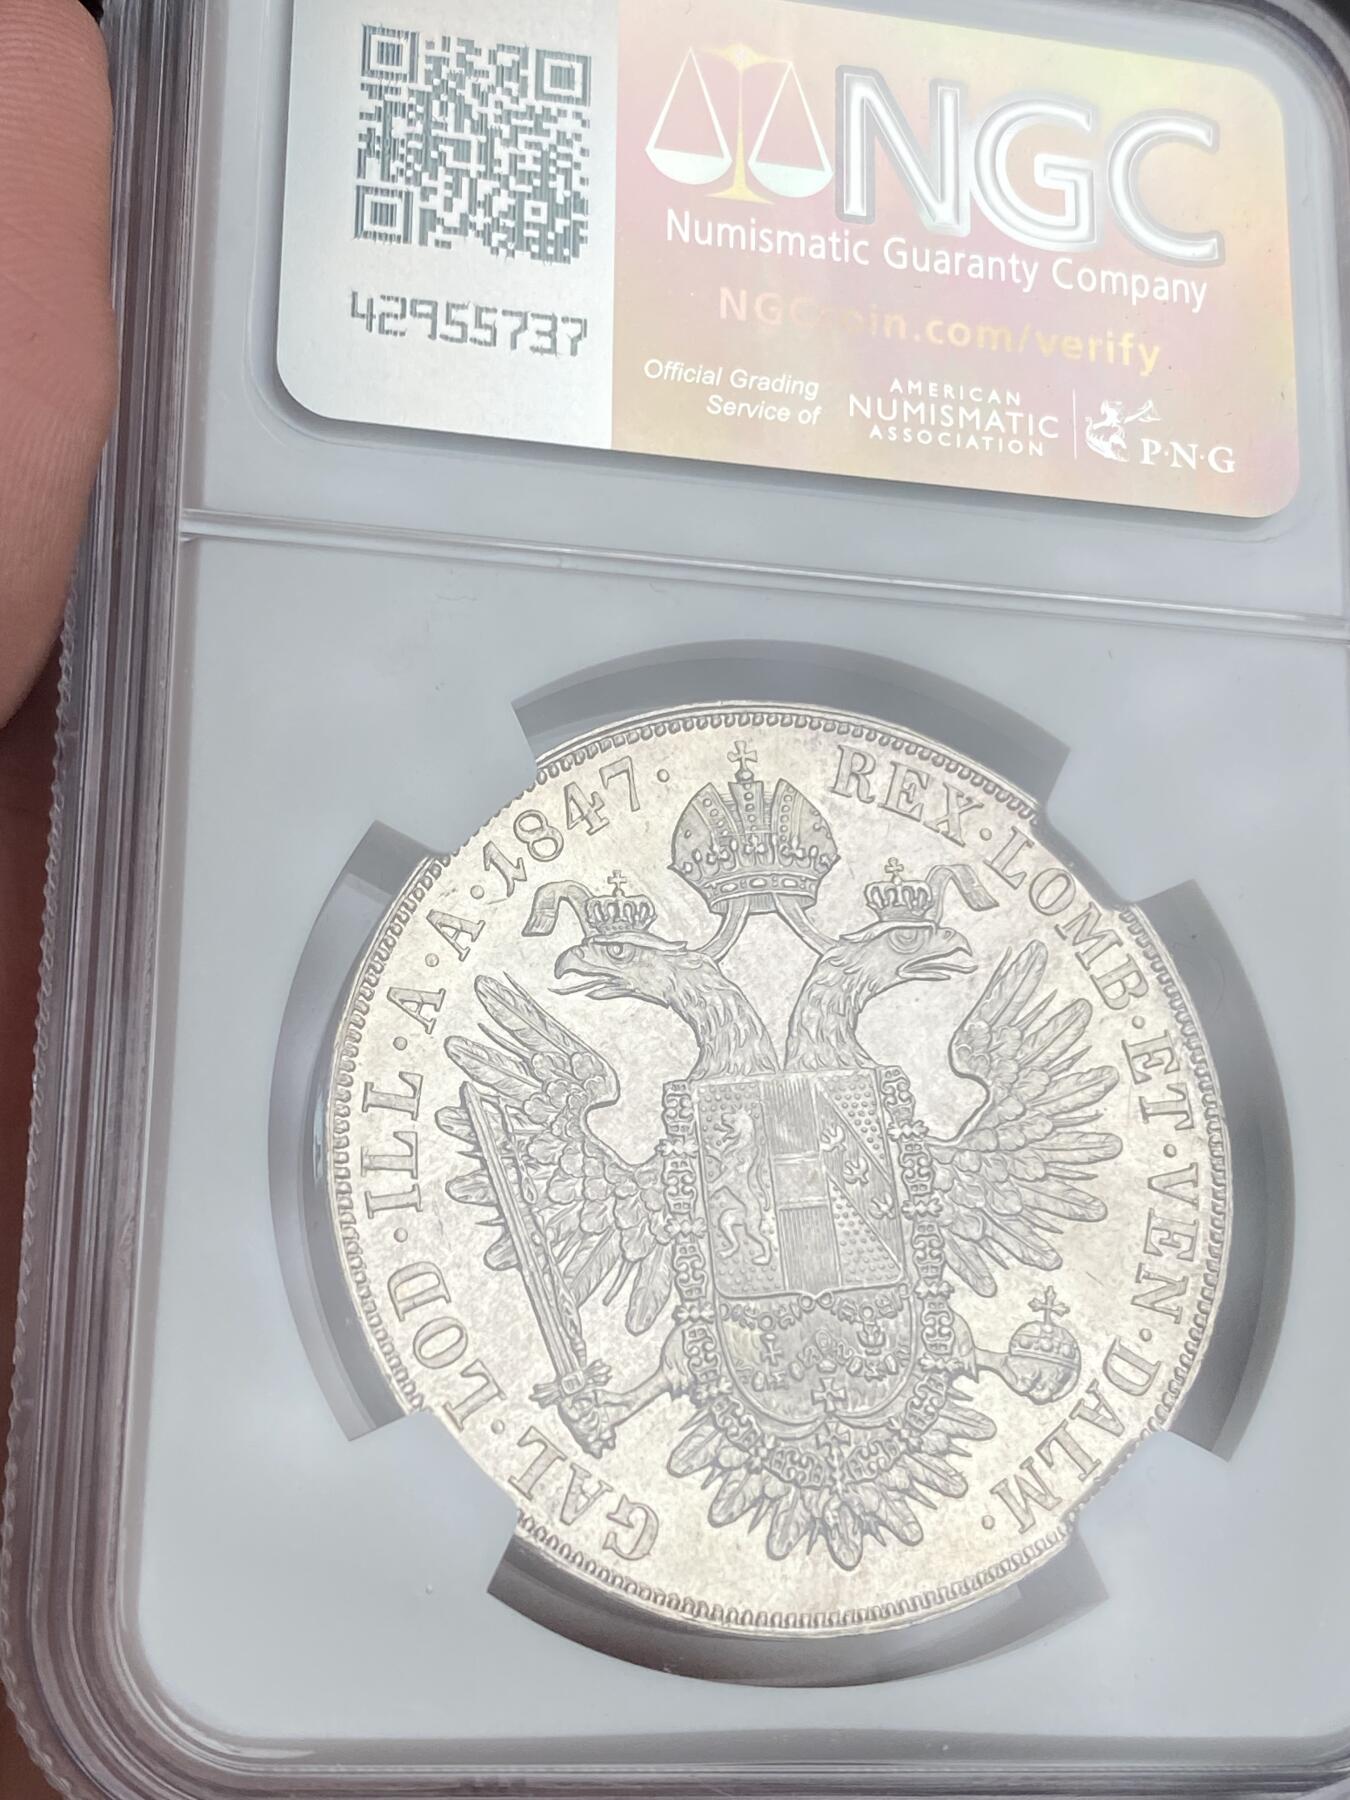 NGC
Numismatic Guaranty Company
NGCcoin.com/verify
42955737
Official Grading
Service of
AMERICAN
NUMISMATIC
ASSOCIATION
P·N·G
REX·LOMB·ET·VEN·DALM·
GAL·LOD·ILL·A·A·1847·